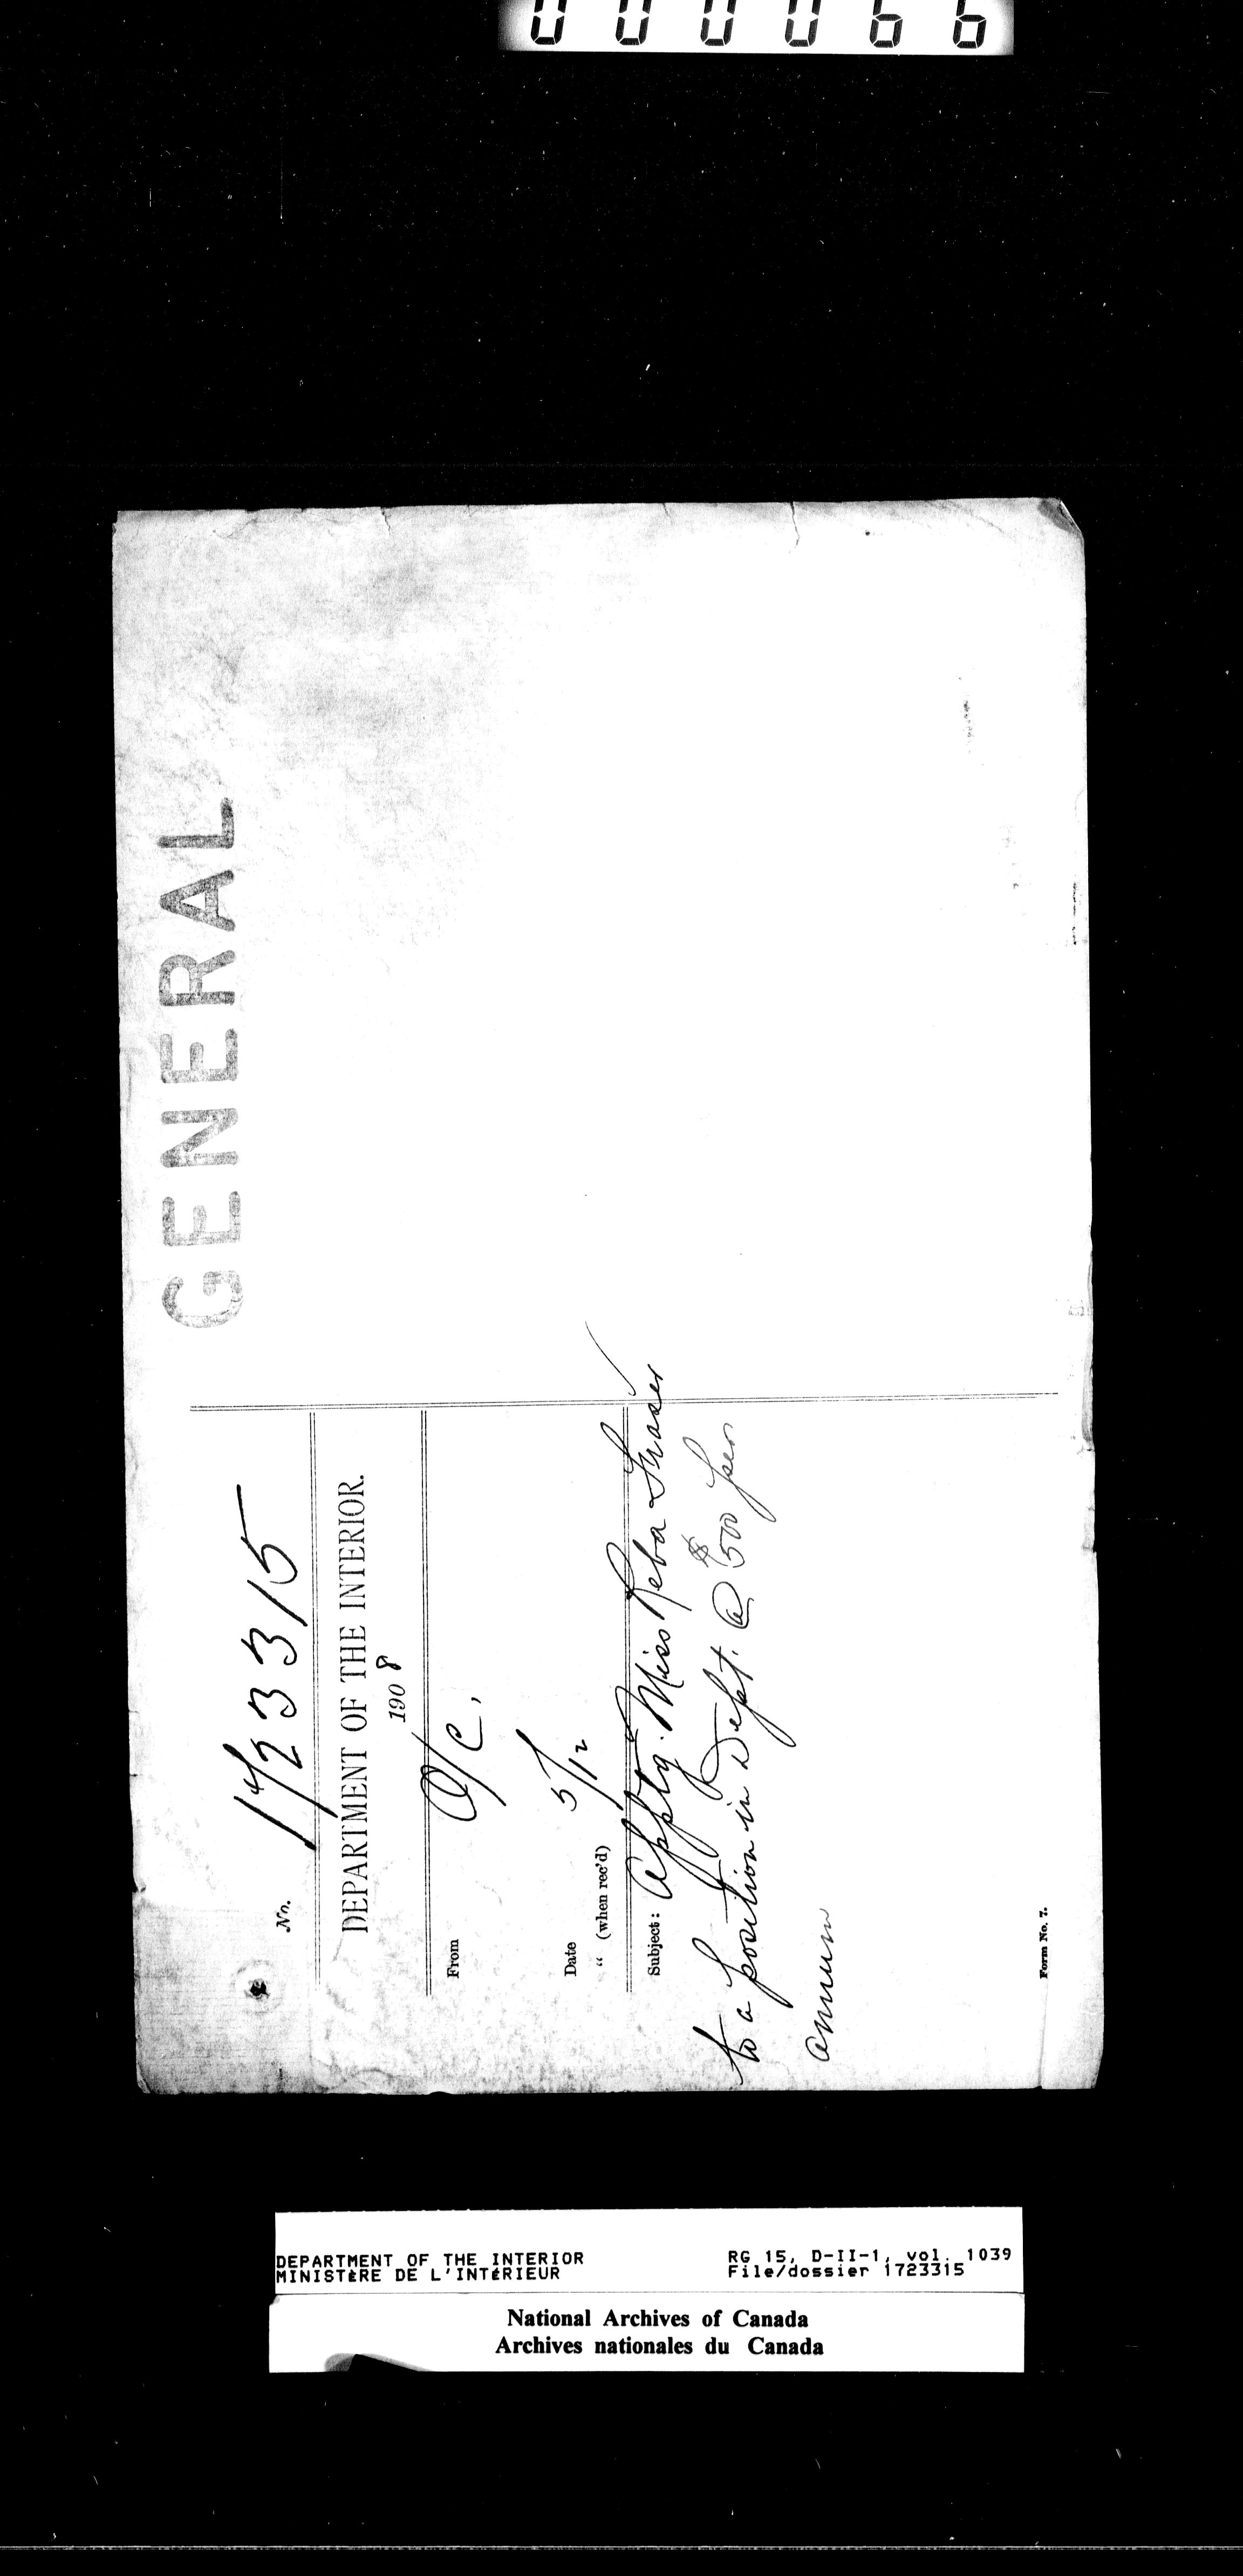 000066
GENERAL
No. 1723315
DEPARTMENT OF THE INTERIOR.
1908
From O/C.
Date 5/12
" (when rec'd)
Subject: Apptg. Miss Reba Fraser
to a position in Dept. @ $500 per
annum
Form No. 7.
DEPARTMENT OF THE INTERIOR
MINISTÈRE DE L'INTÉRIEUR
RG 15, D-II-1, vol. 1039
File/dossier 1723315
National Archives of Canada
Archives nationales du Canada